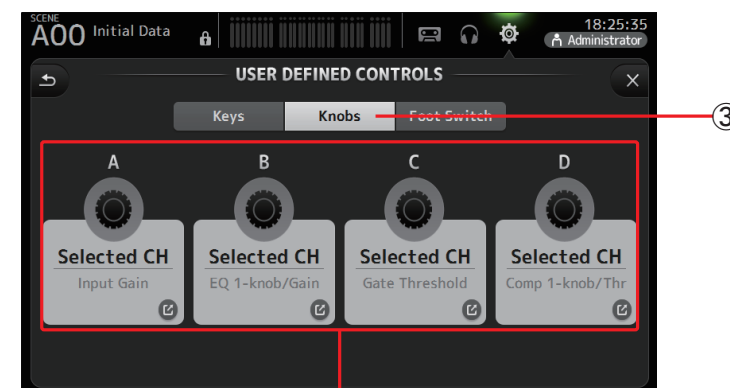 SCENE
A00 Initial Data
18:25:35
Administrator
USER DEFINED CONTROLS
Keys Knobs Foot Switch
③
A B C D
Selected CH Selected CH Selected CH Selected CH
Input Gain EQ 1-knob/Gain Gate Threshold Comp 1-knob/Thr